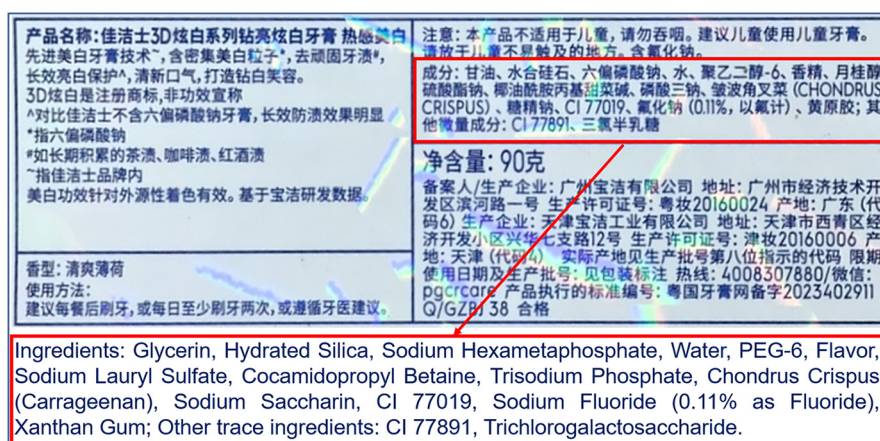 产品名称:佳洁士3D炫白系列钻亮炫白牙膏 热感美白
先进美白牙膏技术~,含密集美白粒子*,去顽固牙渍#,
长效亮白保护^,清新口气,打造钻白笑容。
3D炫白是注册商标,非功效宣称
^对比佳洁士不含六偏磷酸钠牙膏,长效防渍效果明显
*指六偏磷酸钠
#如长期积累的茶渍、咖啡渍、红酒渍
~指佳洁士品牌内
美白功效针对外源性着色有效。基于宝洁研发数据。
香型:清爽薄荷
使用方法:
建议每餐后刷牙,或每日至少刷牙两次,或遵循牙医建议。
注意:本产品不适用于儿童,请勿吞咽。建议儿童使用儿童牙膏。
请放于儿童不易触及的地方。含氟化钠。
成分:甘油、水合硅石、六偏磷酸钠、水、聚乙二醇-6、香精、月桂醇
硫酸酯钠、椰油酰胺丙基甜菜碱、磷酸三钠、皱波角叉菜 (CHONDRUS
CRISPUS)、糖精钠、CI 77019、氟化钠 (0.11%,以氟计)、黄原胶;其
他微量成分:CI 77891、三氯半乳糖
净含量:90克
备案人/生产企业:广州宝洁有限公司 地址:广州市经济技术开
发区滨河路一号 生产许可证号:粤妆20160024 产地:广东 (代
码6) 生产企业:天津宝洁工业有限公司 地址:天津市西青区经
济开发小区兴华七支路12号 生产许可证号:津妆20160006 产
地:天津 (代码4) 实际产地见生产批号第八位指示的代码 限期
使用日期及生产批号:见包装标注 热线:4008307880/微信:
pgcrcare 产品执行的标准编号:粤国牙膏网备字2023402911
Q/GZBJ 38 合格
Ingredients: Glycerin, Hydrated Silica, Sodium Hexametaphosphate, Water, PEG-6, Flavor,
Sodium Lauryl Sulfate, Cocamidopropyl Betaine, Trisodium Phosphate, Chondrus Crispus
(Carrageenan), Sodium Saccharin, CI 77019, Sodium Fluoride (0.11% as Fluoride),
Xanthan Gum; Other trace ingredients: CI 77891, Trichlorogalactosaccharide.